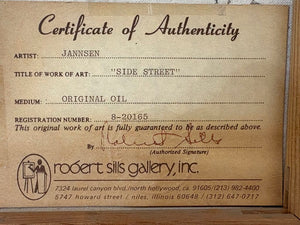 Certificate of Authenticity
ARTIST: JANNSEN
TITLE OF WORK OF ART: "SIDE STREET"
MEDIUM: ORIGINAL OIL
REGISTRATION NUMBER: 8-20165
This original work of art is fully guaranteed to be as described above.
By Robert Sills
(Authorized Signature)
robert sills gallery, inc.
7324 laurel canyon blvd./north hollywood, ca. 91605/(213) 982-4400
5747 howard street / niles, illinois 60648 / (312) 647-0717